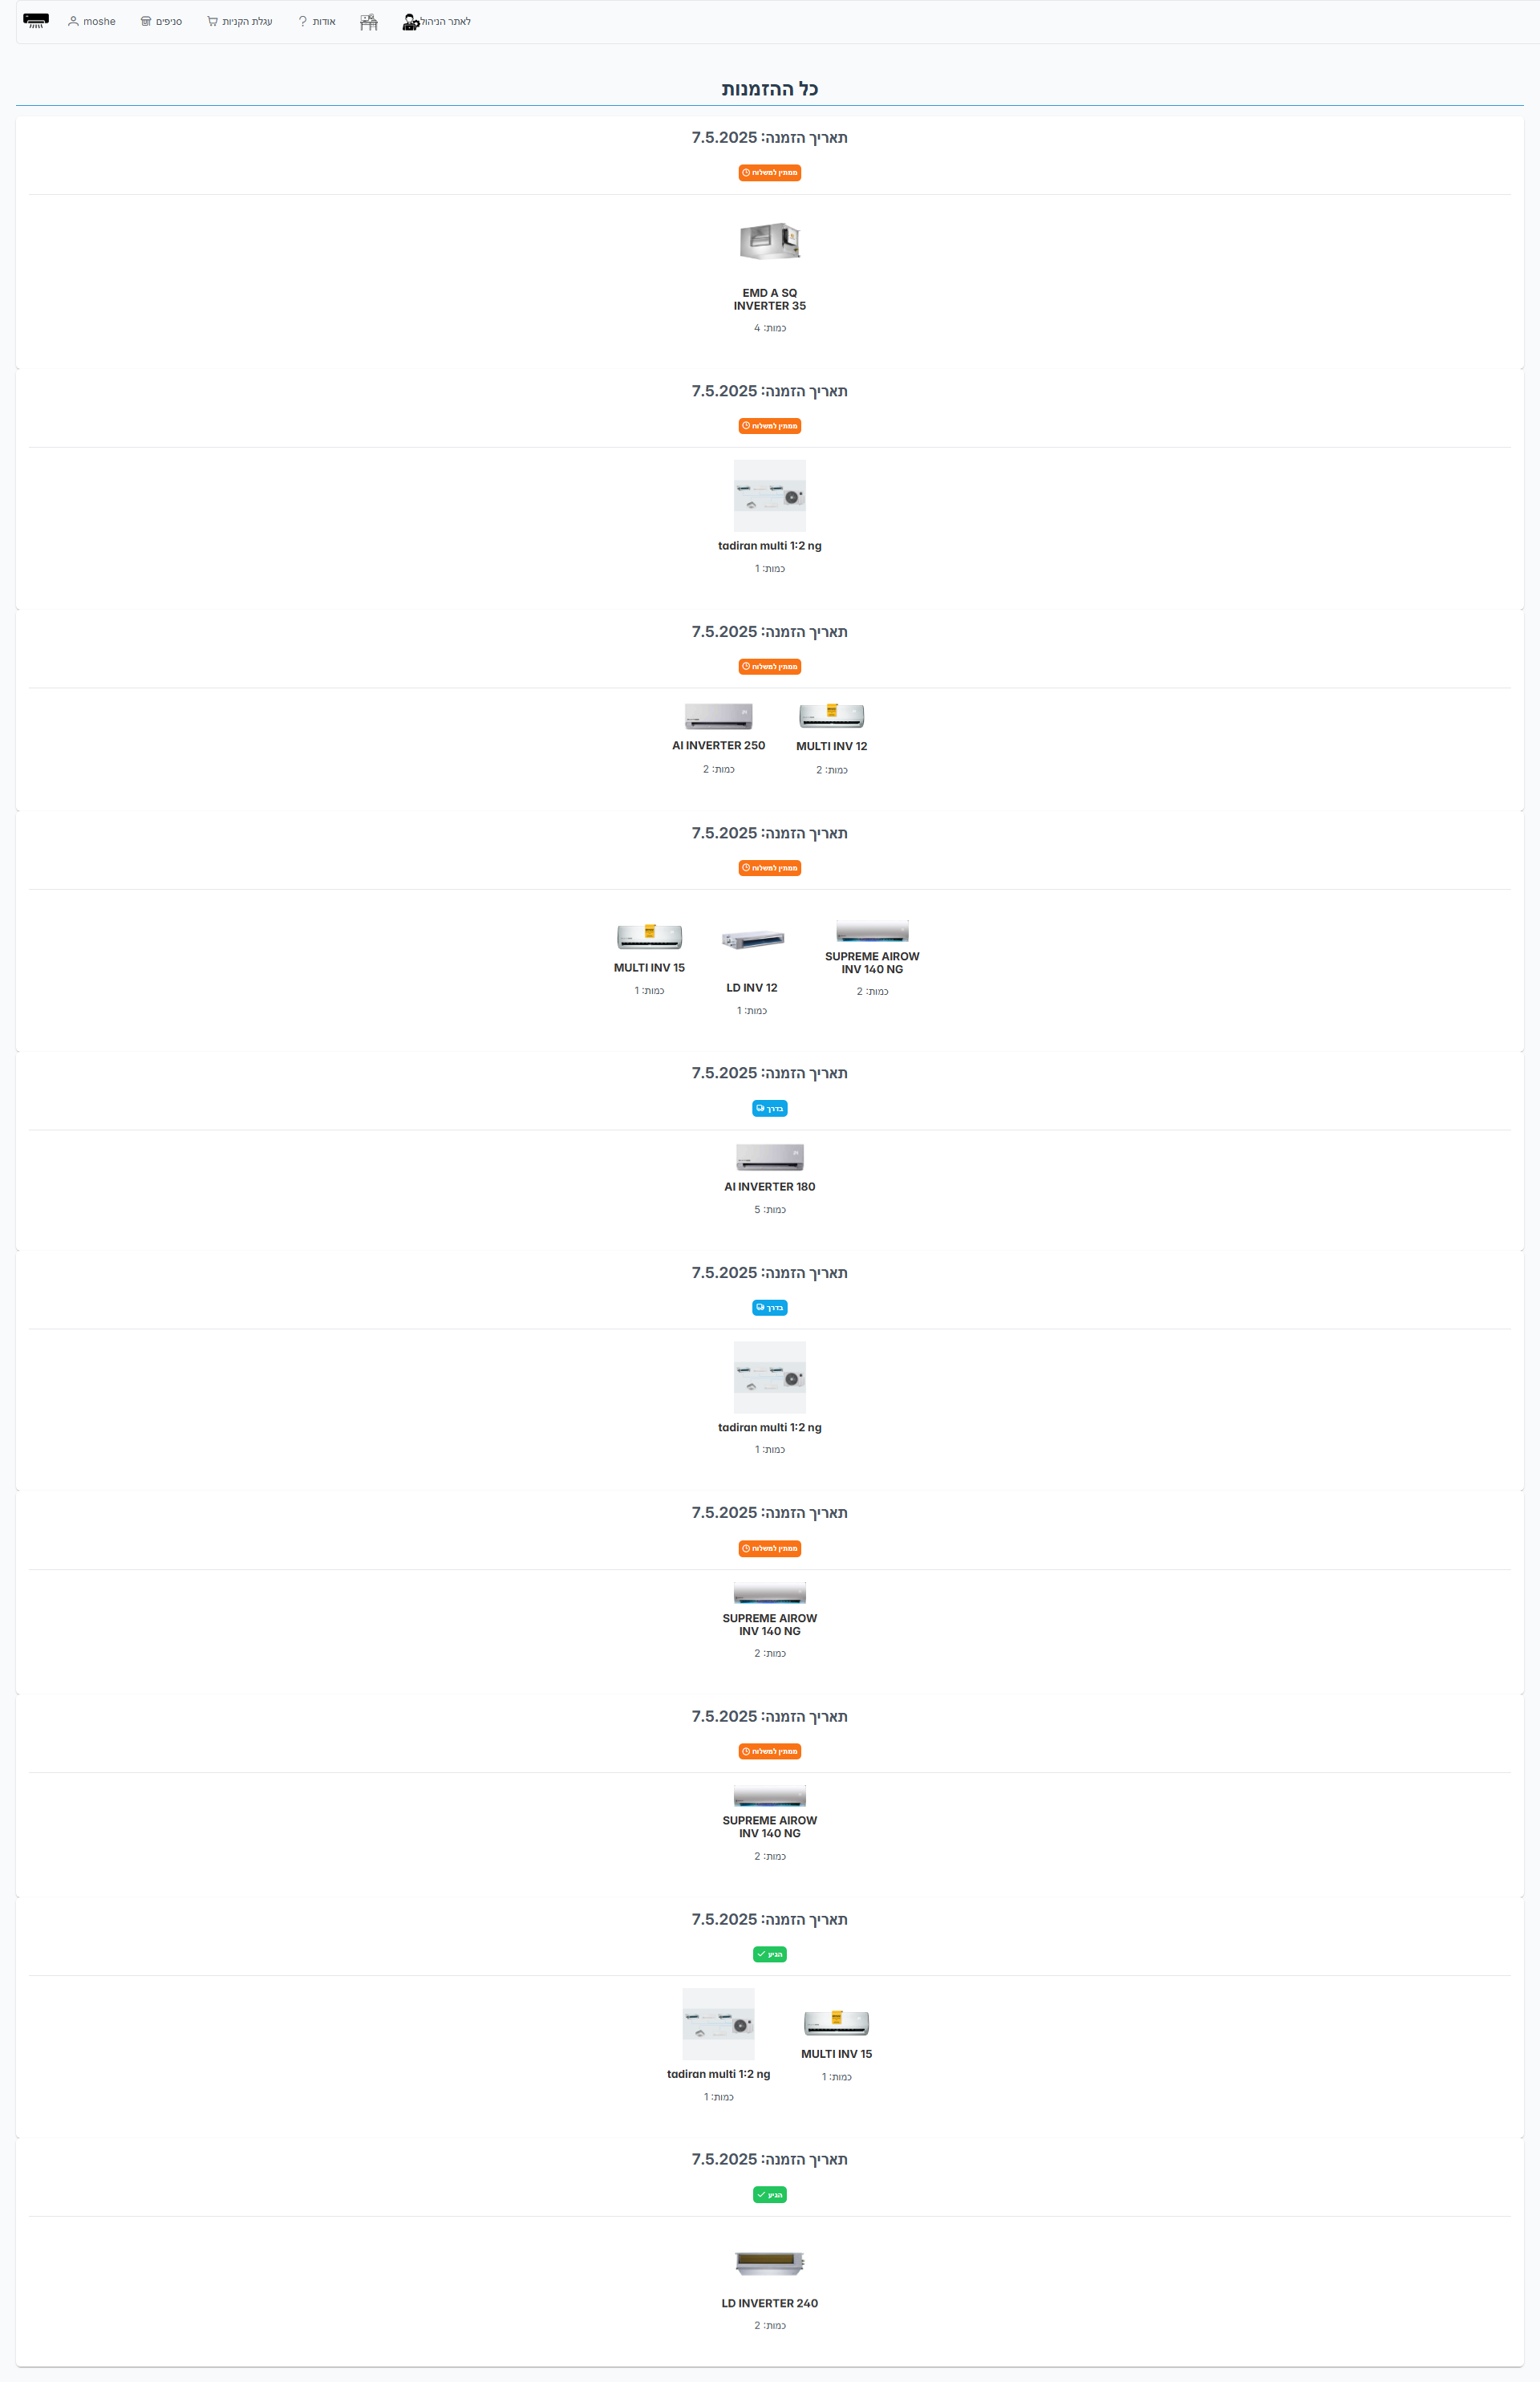 moshe
סניפים
עגלת הקניות
אודות
לאתר הניהול
כל ההזמנות
תאריך הזמנה: 7.5.2025
ממתין למשלוח
EMD A SQ
INVERTER 35
כמות: 4
תאריך הזמנה: 7.5.2025
ממתין למשלוח
tadiran multi 1:2 ng
כמות: 1
תאריך הזמנה: 7.5.2025
ממתין למשלוח
AI INVERTER 250
כמות: 2
MULTI INV 12
כמות: 2
תאריך הזמנה: 7.5.2025
ממתין למשלוח
MULTI INV 15
כמות: 1
LD INV 12
כמות: 1
SUPREME AIROW
INV 140 NG
כמות: 2
תאריך הזמנה: 7.5.2025
בדרך
AI INVERTER 180
כמות: 5
תאריך הזמנה: 7.5.2025
בדרך
tadiran multi 1:2 ng
כמות: 1
תאריך הזמנה: 7.5.2025
ממתין למשלוח
SUPREME AIROW
INV 140 NG
כמות: 2
תאריך הזמנה: 7.5.2025
ממתין למשלוח
SUPREME AIROW
INV 140 NG
כמות: 2
תאריך הזמנה: 7.5.2025
הגיע
tadiran multi 1:2 ng
כמות: 1
MULTI INV 15
כמות: 1
תאריך הזמנה: 7.5.2025
הגיע
LD INVERTER 240
כמות: 2